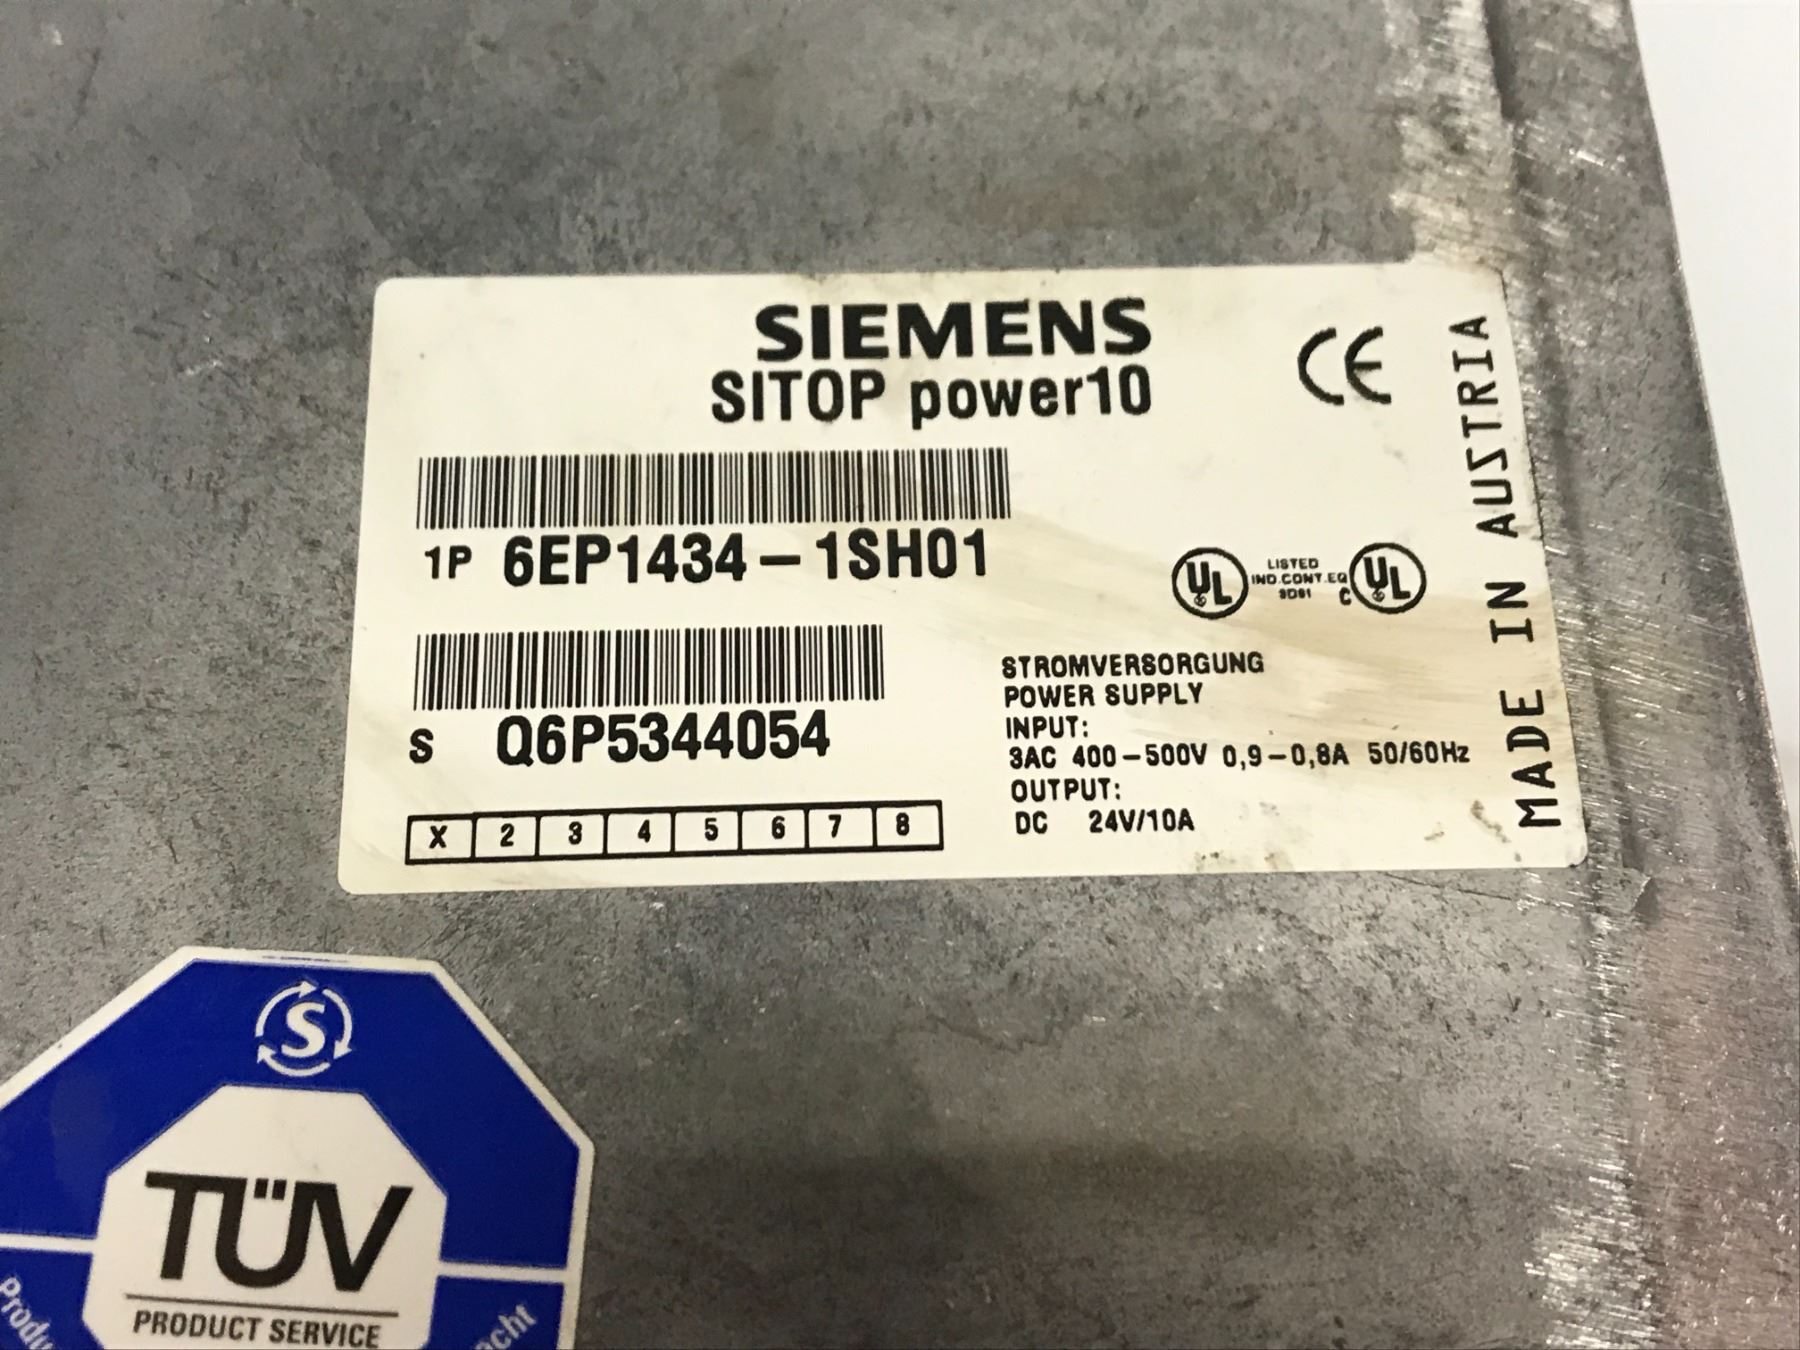 SIEMENS
SITOP power10
CE
1P 6EP1434-1SH01
UL LISTED UL
IND.CONT.EQ
C
S Q6P5344054
STROMVERSORGUNG
POWER SUPPLY
INPUT:
3AC 400-500V 0,9-0,8A 50/60Hz
OUTPUT:
DC 24V/10A
X 2 3 4 5 6 7 8
MADE IN AUSTRIA
S
TÜV
PRODUCT SERVICE